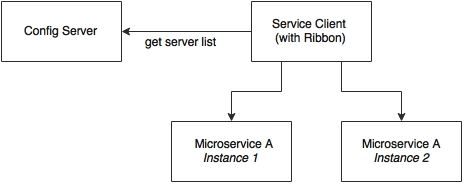 Config Server
Service Client
(with Ribbon)
get server list
Microservice A
Instance 1
Microservice A
Instance 2